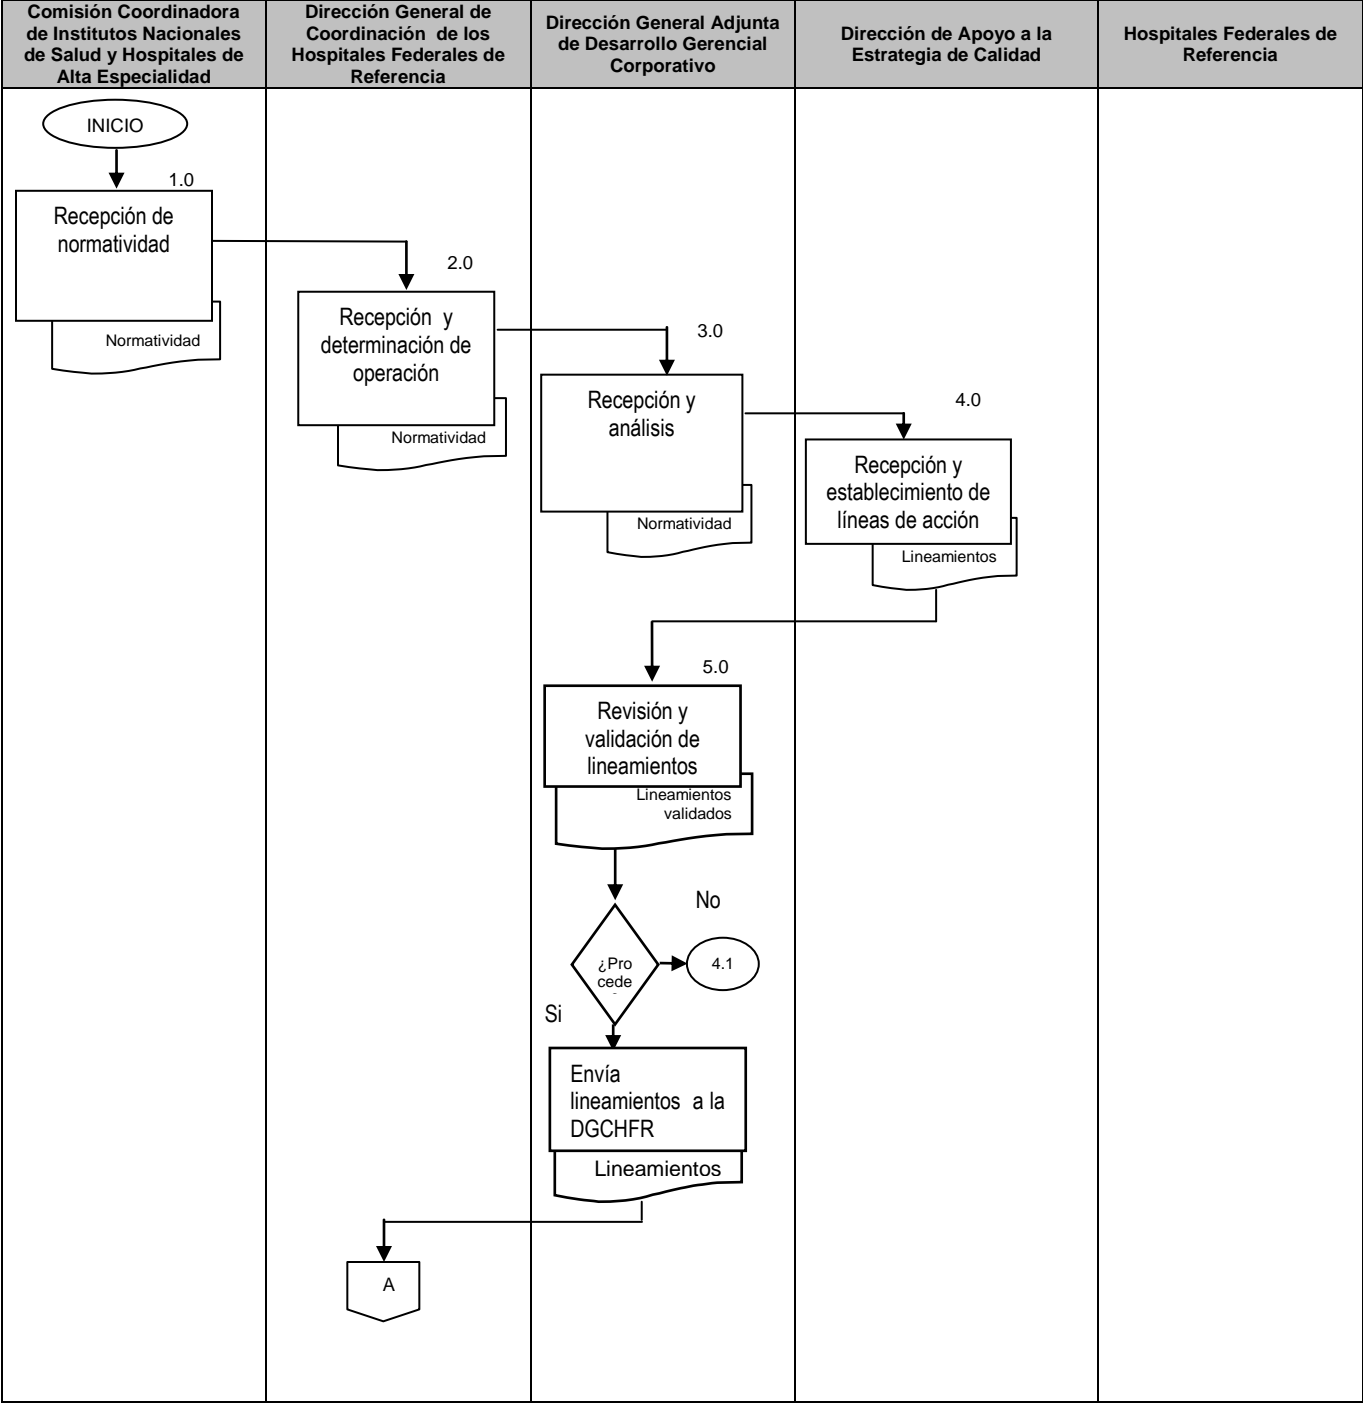 Comisión Coordinadora
de Institutos Nacionales
de Salud y Hospitales de
Alta Especialidad
Dirección General de
Coordinación de los
Hospitales Federales de
Referencia
Dirección General Adjunta
de Desarrollo Gerencial
Corporativo
Dirección de Apoyo a la
Estrategia de Calidad
Hospitales Federales de
Referencia
INICIO
1.0
Recepción de
normatividad
Normatividad
2.0
Recepción y
determinación de
operación
Normatividad
3.0
Recepción y
análisis
Normatividad
4.0
Recepción y
establecimiento de
líneas de acción
Lineamientos
5.0
Revisión y
validación de
lineamientos
Lineamientos
validados
No
¿Pro
cede
4.1
Si
Envía
lineamientos a la
DGCHFR
Lineamientos
A